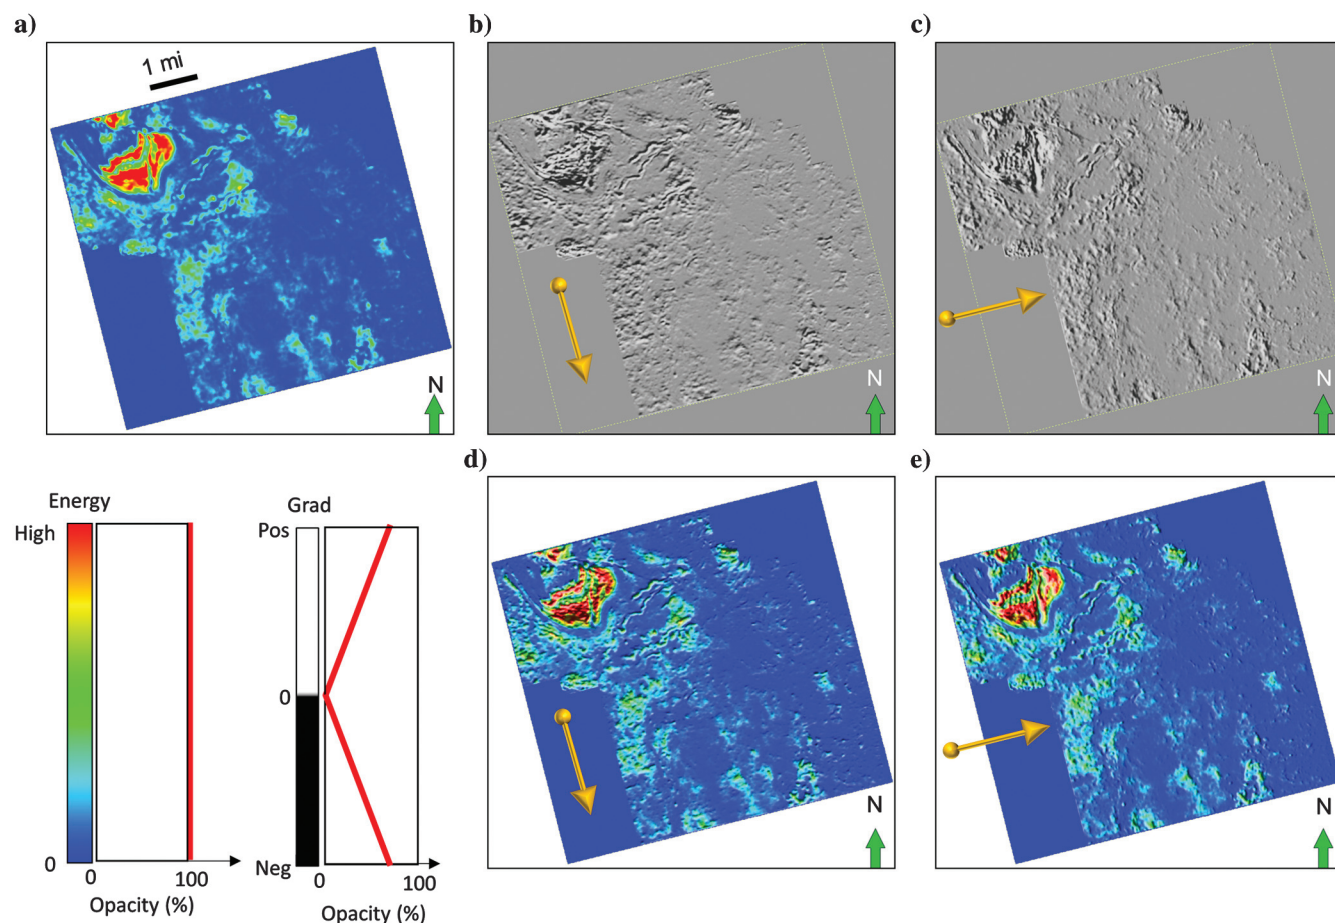 a)
1 mi
N
b)
N
c)
N
Energy
High
0
0
100
Opacity (%)
Grad
Pos
0
Neg
0
100
Opacity (%)
d)
N
e)
N